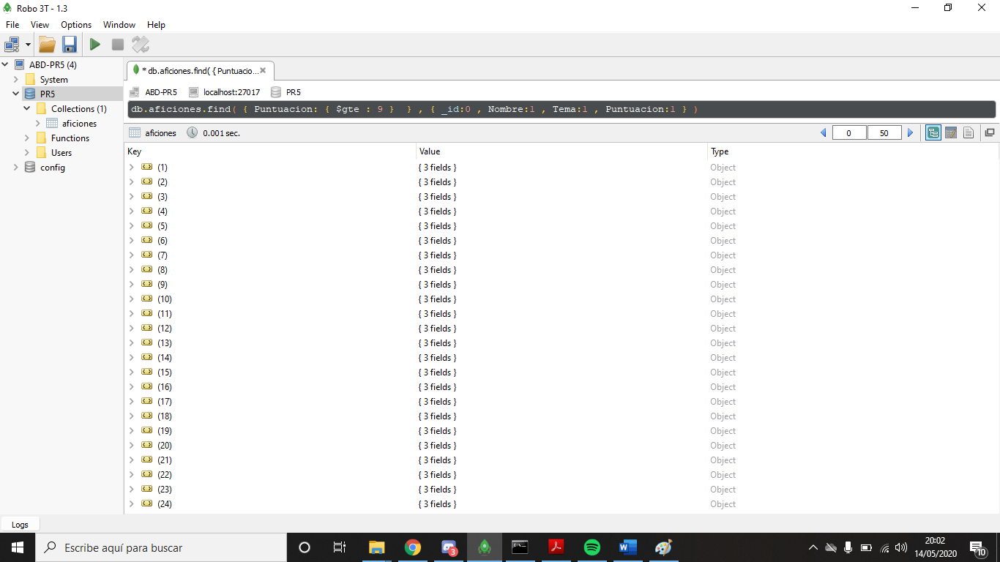 Robo 3T - 1.3
File View Options Window Help
ABD-PR5 (4)
System
PR5
Collections (1)
aficiones
Functions
Users
config
* db.aficiones.find( { Puntuacio...
ABD-PR5 localhost:27017 PR5
db.aficiones.find( { Puntuacion: { $gte : 9 } } , { _id:0 , Nombre:1 , Tema:1 , Puntuacion:1 } )
aficiones 0.001 sec. 0 50
Key Value Type
(1) { 3 fields } Object
(2) { 3 fields } Object
(3) { 3 fields } Object
(4) { 3 fields } Object
(5) { 3 fields } Object
(6) { 3 fields } Object
(7) { 3 fields } Object
(8) { 3 fields } Object
(9) { 3 fields } Object
(10) { 3 fields } Object
(11) { 3 fields } Object
(12) { 3 fields } Object
(13) { 3 fields } Object
(14) { 3 fields } Object
(15) { 3 fields } Object
(16) { 3 fields } Object
(17) { 3 fields } Object
(18) { 3 fields } Object
(19) { 3 fields } Object
(20) { 3 fields } Object
(21) { 3 fields } Object
(22) { 3 fields } Object
(23) { 3 fields } Object
(24) { 3 fields } Object
Logs
Escribe aquí para buscar
3
20:02
14/05/2020
10